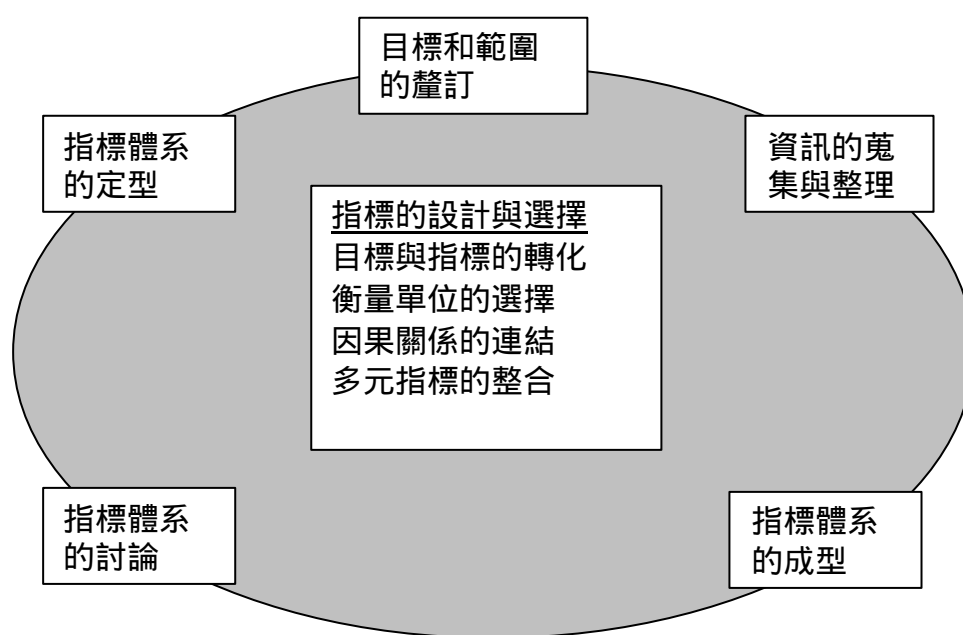 目標和範圍
的釐訂
指標體系
的定型
資訊的蒐
集與整理
指標的設計與選擇
目標與指標的轉化
衡量單位的選擇
因果關係的連結
多元指標的整合
指標體系
的討論
指標體系
的成型